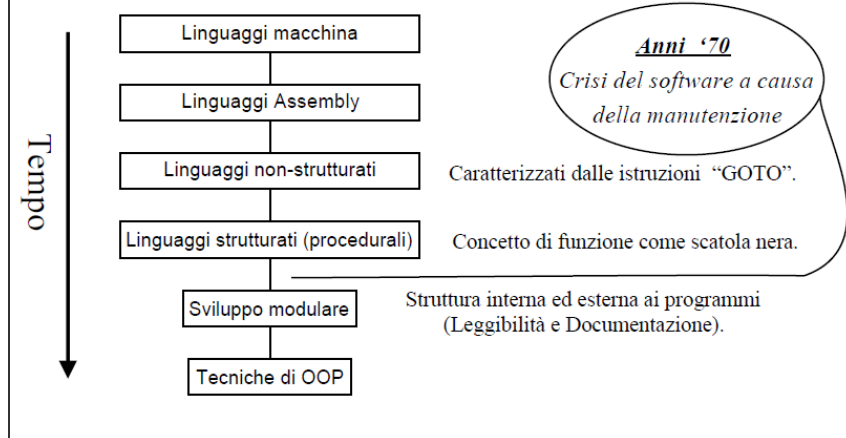 Linguaggi macchina
Anni ‘70
Crisi del software a causa
della manutenzione
Linguaggi Assembly
Tempo
Linguaggi non-strutturati
Caratterizzati dalle istruzioni “GOTO”.
Linguaggi strutturati (procedurali)
Concetto di funzione come scatola nera.
Sviluppo modulare
Struttura interna ed esterna ai programmi
(Leggibilità e Documentazione).
Tecniche di OOP